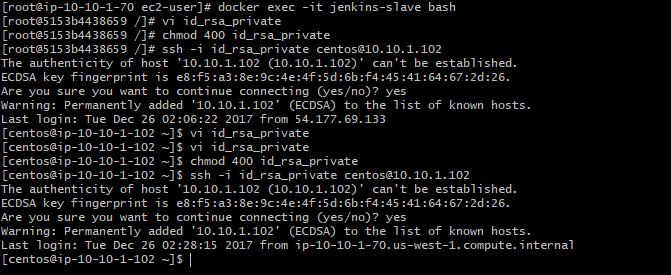 [root@ip-10-10-1-70 ec2-user]# docker exec -it jenkins-slave bash
[root@5153b4438659 /]# vi id_rsa_private
[root@5153b4438659 /]# chmod 400 id_rsa_private
[root@5153b4438659 /]# ssh -i id_rsa_private centos@10.10.1.102
The authenticity of host '10.10.1.102 (10.10.1.102)' can't be established.
ECDSA key fingerprint is e8:f5:a3:8e:9c:4e:4f:5d:6b:f4:45:41:64:67:2d:26.
Are you sure you want to continue connecting (yes/no)? yes
Warning: Permanently added '10.10.1.102' (ECDSA) to the list of known hosts.
Last login: Tue Dec 26 02:06:22 2017 from 54.177.69.133
[centos@ip-10-10-1-102 ~]$ vi id_rsa_private
[centos@ip-10-10-1-102 ~]$ vi id_rsa_private
[centos@ip-10-10-1-102 ~]$ chmod 400 id_rsa_private
[centos@ip-10-10-1-102 ~]$ ssh -i id_rsa_private centos@10.10.1.102
The authenticity of host '10.10.1.102 (10.10.1.102)' can't be established.
ECDSA key fingerprint is e8:f5:a3:8e:9c:4e:4f:5d:6b:f4:45:41:64:67:2d:26.
Are you sure you want to continue connecting (yes/no)? yes
Warning: Permanently added '10.10.1.102' (ECDSA) to the list of known hosts.
Last login: Tue Dec 26 02:28:15 2017 from ip-10-10-1-70.us-west-1.compute.internal
[centos@ip-10-10-1-102 ~]$